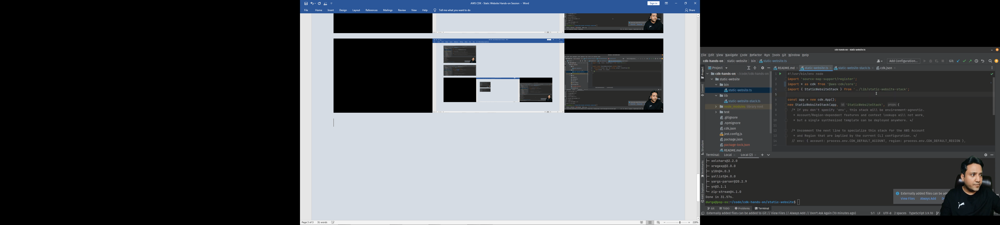 AWS CDK - Static Website Hands-on Session - Word
Sign in
File Home Insert Design Layout References Mailings Review View Help Tell me what you want to do
Share
Page 3 of 3 31 words
220%
cdk-hands-on – static-website.ts
File Edit View Navigate Code Refactor Run Tools Git Window Help
cdk-hands-on static-website bin static-website.ts
Add Configuration... Git:
Project
README.md static-website.ts static-website-stack.ts cdk.json
cdk-hands-on ~/code/cdk-hands-on
static-website
bin
static-website.ts
lib
static-website-stack.ts
node_modules library root
test
.gitignore
.npmignore
cdk.json
jest.config.js
package.json
package-lock.json
README.md
1 #!/usr/bin/env node
2 import 'source-map-support/register';
3 import * as cdk from '@aws-cdk/core';
4 import { StaticWebsiteStack } from '../lib/static-website-stack';
5
6 const app = new cdk.App();
7 new StaticWebsiteStack(app, id: 'StaticWebsiteStack', props: {
8 /* If you don't specify 'env', this stack will be environment-agnostic.
9 * Account/Region-dependent features and context lookups will not work,
10 * but a single synthesized template can be deployed anywhere. */
11
12 /* Uncomment the next line to specialize this stack for the AWS Account
13 * and Region that are implied by the current CLI configuration. */
14 // env: { account: process.env.CDK_DEFAULT_ACCOUNT, region: process.env.CDK_DEFAULT_REGION },
Project
Commit
Structure
Bookmarks
AWS Explorer
Terminal: Local Local (2)
├─ xmlchars@2.2.0
├─ xregexp@2.0.0
├─ y18n@4.0.3
├─ yallist@4.0.0
├─ yargs-parser@20.2.9
├─ yn@3.1.1
└─ zip-stream@4.1.0
Done in 31.57s.
durga@pop-os:~/code/cdk-hands-on/static-website$
Externally added files can be
View Files Always Add
Git TODO Problems Terminal
Externally added files can be added to Git // View Files // Always Add // Don't Ask Again (10 minutes ago)
5:1 LF UTF-8 2 spaces TypeScript 3.9.10